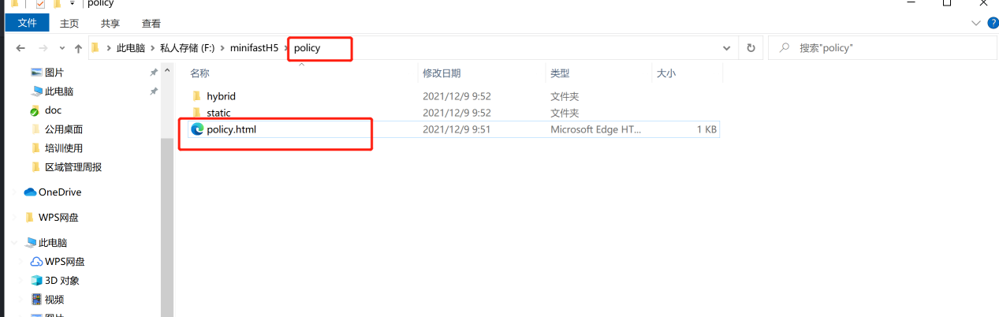 policy
文件 主页 共享 查看
此电脑 私人存储 (F:) minifastH5 policy 搜索"policy"
名称 修改日期 类型 大小
图片
此电脑
doc
公用桌面
培训使用
区域管理周报
OneDrive
WPS网盘
此电脑
WPS网盘
3D 对象
视频
hybrid 2021/12/9 9:52 文件夹
static 2021/12/9 9:52 文件夹
policy.html 2021/12/9 9:51 Microsoft Edge HT... 1 KB